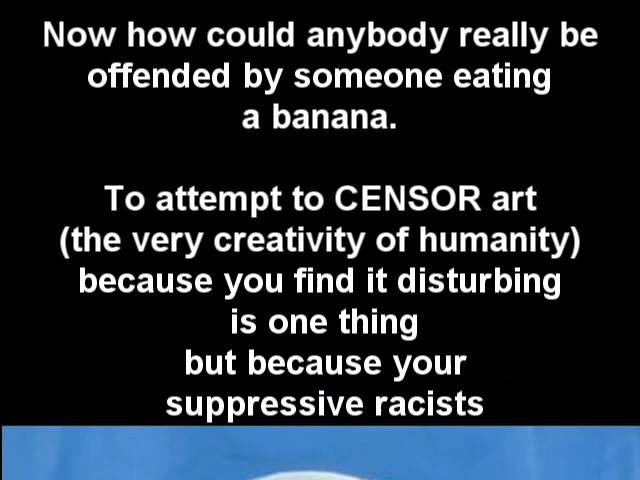 Now how could anybody really be
offended by someone eating
a banana.
To attempt to CENSOR art
(the very creativity of humanity)
because you find it disturbing
is one thing
but because your
suppressive racists